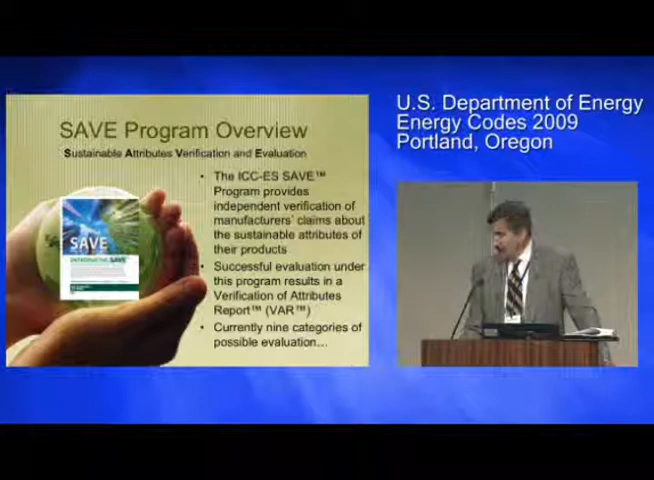 SAVE Program Overview
Sustainable Attributes Verification and Evaluation
• The ICC-ES SAVE™
Program provides
independent verification of
manufacturers' claims about
the sustainable attributes of
their products
• Successful evaluation under
this program results in a
Verification of Attributes
Report™ (VAR™)
• Currently nine categories of
possible evaluation…
SAVE
U.S. Department of Energy
Energy Codes 2009
Portland, Oregon